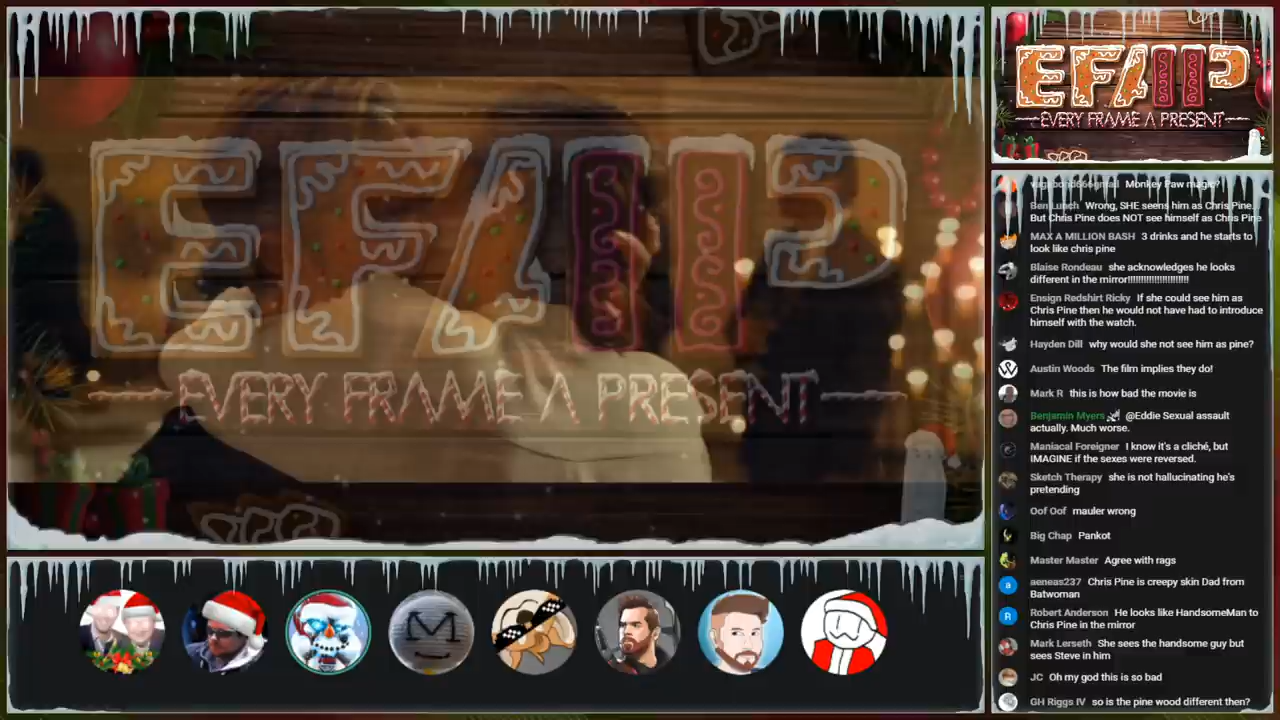 EFAIIP
EVERY FRAME A PRESENT
EFAIIP
EVERY FRAME A PRESENT
M
Monkey Paw magic?
Ben Lunch Wrong, SHE seens him as Chris Pine.
But Chris Pine does NOT see himself as Chris Pine
MAX A MILLION BASH 3 drinks and he starts to
look like chris pine
Blaise Rondeau she acknowledges he looks
different in the mirror!!!!!!!!!!!!!!!!!!!!!!
Ensign Redshirt Ricky If she could see him as
Chris Pine then he would not have had to introduce
himself with the watch.
Hayden Dill why would she not see him as pine?
Austin Woods The film implies they do!
Mark R this is how bad the movie is
Benjamin Myers @Eddie Sexual assault
actually. Much worse.
Maniacal Foreigner I know it's a cliché, but
IMAGINE if the sexes were reversed.
Sketch Therapy she is not hallucinating he's
pretending
Oof Oof mauler wrong
Big Chap Pankot
Master Master Agree with rags
aeneas237 Chris Pine is creepy skin Dad from
Batwoman
Robert Anderson He looks like HandsomeMan to
Chris Pine in the mirror
Mark Lerseth She sees the handsome guy but
sees Steve in him
JC Oh my god this is so bad
GH Riggs IV so is the pine wood different then?